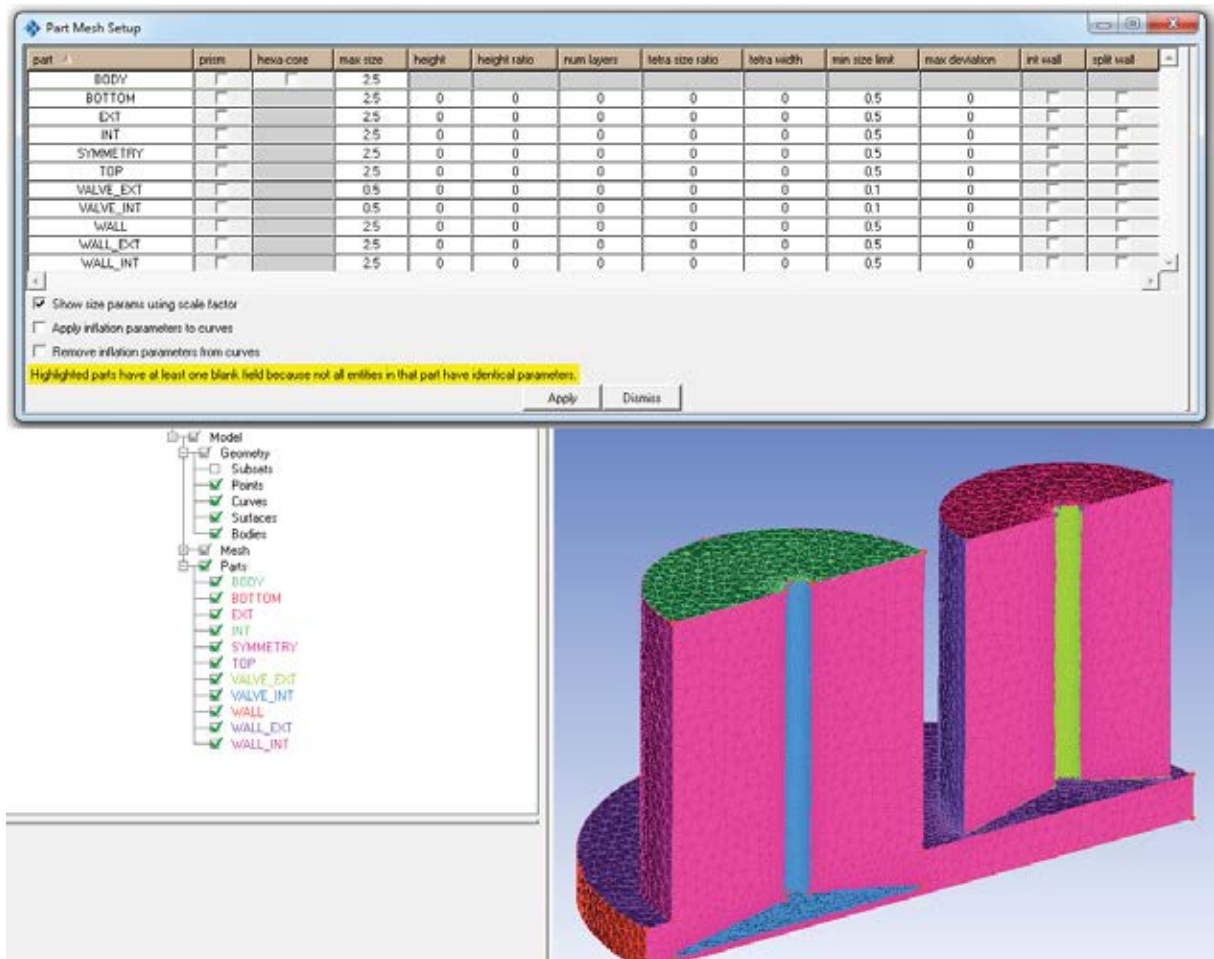 Part Mesh Setup
part prism hexa-core max size height height ratio num layers tetra size ratio tetra width min size limit max deviation int wall split wall
BODY 2.5
BOTTOM 2.5 0 0 0 0 0 0.5 0
EXT 2.5 0 0 0 0 0 0.5 0
INT 2.5 0 0 0 0 0 0.5 0
SYMMETRY 2.5 0 0 0 0 0 0.5 0
TOP 2.5 0 0 0 0 0 0.5 0
VALVE_EXT 0.5 0 0 0 0 0 0.1 0
VALVE_INT 0.5 0 0 0 0 0 0.1 0
WALL 2.5 0 0 0 0 0 0.5 0
WALL_EXT 2.5 0 0 0 0 0 0.5 0
WALL_INT 2.5 0 0 0 0 0 0.5 0
Show size params using scale factor
Apply inflation parameters to curves
Remove inflation parameters from curves
Highlighted parts have at least one blank field because not all entities in that part have identical parameters.
Apply Dismiss
Model
Geometry
Subsets
Points
Curves
Surfaces
Bodies
Mesh
Parts
BODY
BOTTOM
EXT
INT
SYMMETRY
TOP
VALVE_EXT
VALVE_INT
WALL
WALL_EXT
WALL_INT